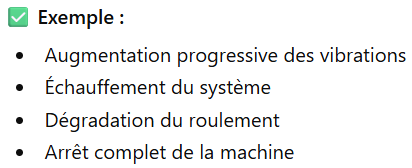 ✅ Exemple :
• Augmentation progressive des vibrations
• Échauffement du système
• Dégradation du roulement
• Arrêt complet de la machine